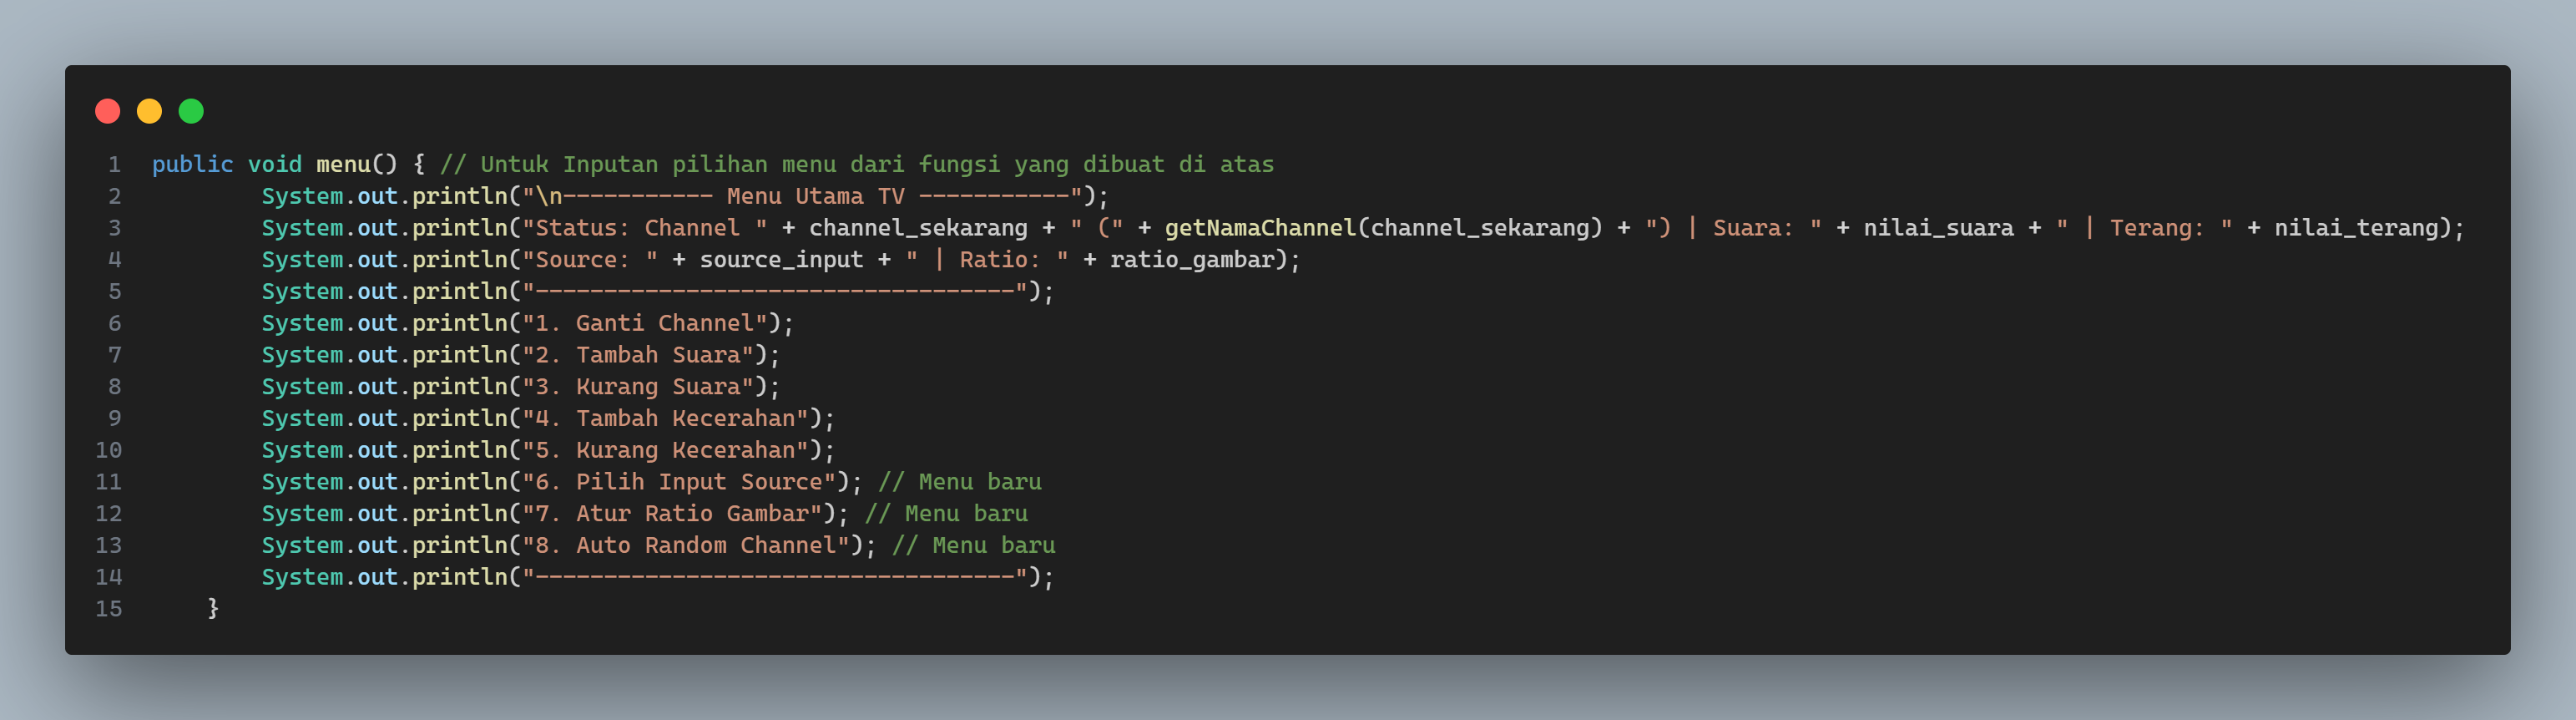 1 public void menu() { // Untuk Inputan pilihan menu dari fungsi yang dibuat di atas
2 System.out.println("\n----------- Menu Utama TV -----------");
3 System.out.println("Status: Channel " + channel_sekarang + " (" + getNamaChannel(channel_sekarang) + ") | Suara: " + nilai_suara + " | Terang: " + nilai_terang);
4 System.out.println("Source: " + source_input + " | Ratio: " + ratio_gambar);
5 System.out.println("-----------------------------------");
6 System.out.println("1. Ganti Channel");
7 System.out.println("2. Tambah Suara");
8 System.out.println("3. Kurang Suara");
9 System.out.println("4. Tambah Kecerahan");
10 System.out.println("5. Kurang Kecerahan");
11 System.out.println("6. Pilih Input Source"); // Menu baru
12 System.out.println("7. Atur Ratio Gambar"); // Menu baru
13 System.out.println("8. Auto Random Channel"); // Menu baru
14 System.out.println("-----------------------------------");
15 }